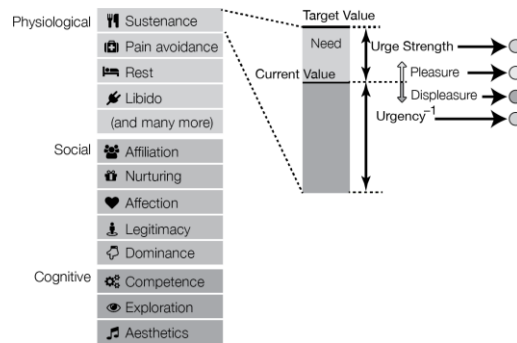 Physiological
Sustenance
Pain avoidance
Rest
Libido
(and many more)
Social
Affiliation
Nurturing
Affection
Legitimacy
Dominance
Cognitive
Competence
Exploration
Aesthetics
Target Value
Need
Current Value
Urge Strength
Pleasure
Displeasure
Urgency⁻¹